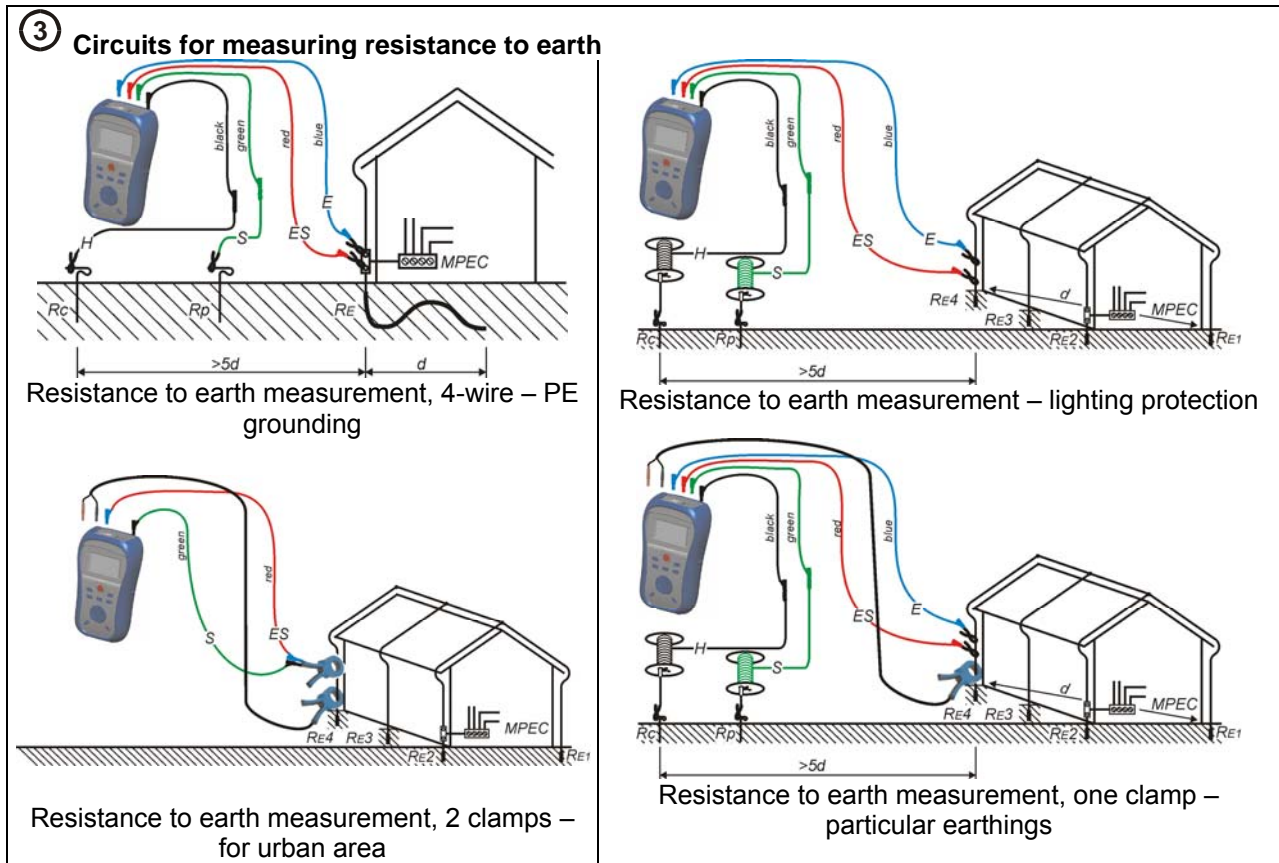 3 Circuits for measuring resistance to earth
black
green
red
blue
E
ES
H
S
MPEC
Rc
Rp
RE
>5d
d
Resistance to earth measurement, 4-wire – PE
grounding
black
green
red
blue
E
ES
H
S
RE4
d
MPEC
RE3
Rc
Rp
RE2
RE1
>5d
Resistance to earth measurement – lighting protection
green
red
S
ES
MPEC
RE4
RE3
RE2
RE1
Resistance to earth measurement, 2 clamps –
for urban area
black
green
red
blue
E
ES
H
S
d
RE4
RE3
MPEC
Rc
Rp
RE2
RE1
>5d
Resistance to earth measurement, one clamp –
particular earthings